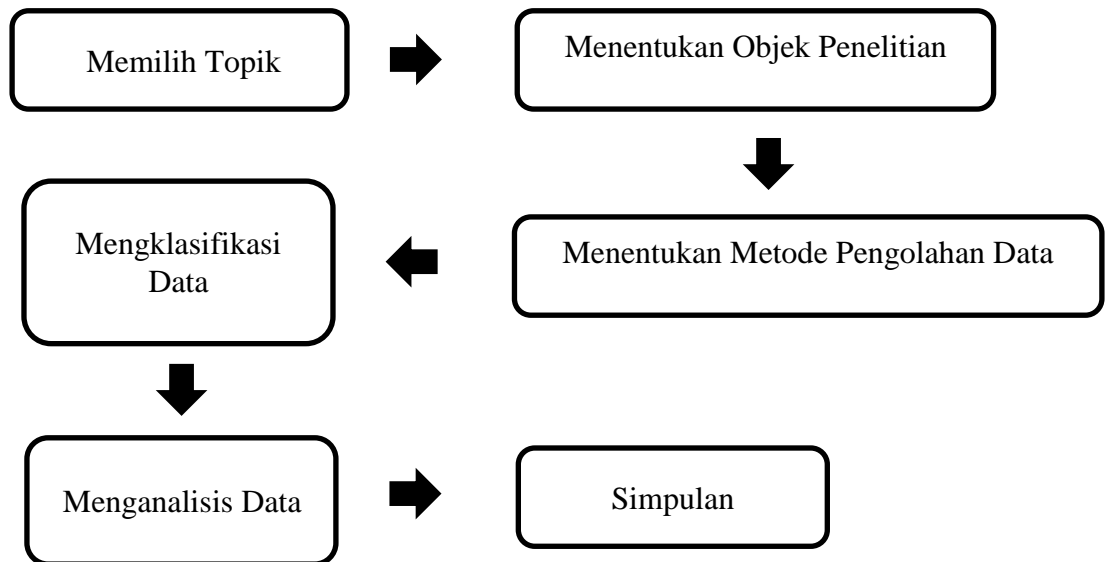 Memilih Topik
Menentukan Objek Penelitian
Menentukan Metode Pengolahan Data
Mengklasifikasi
Data
Menganalisis Data
Simpulan